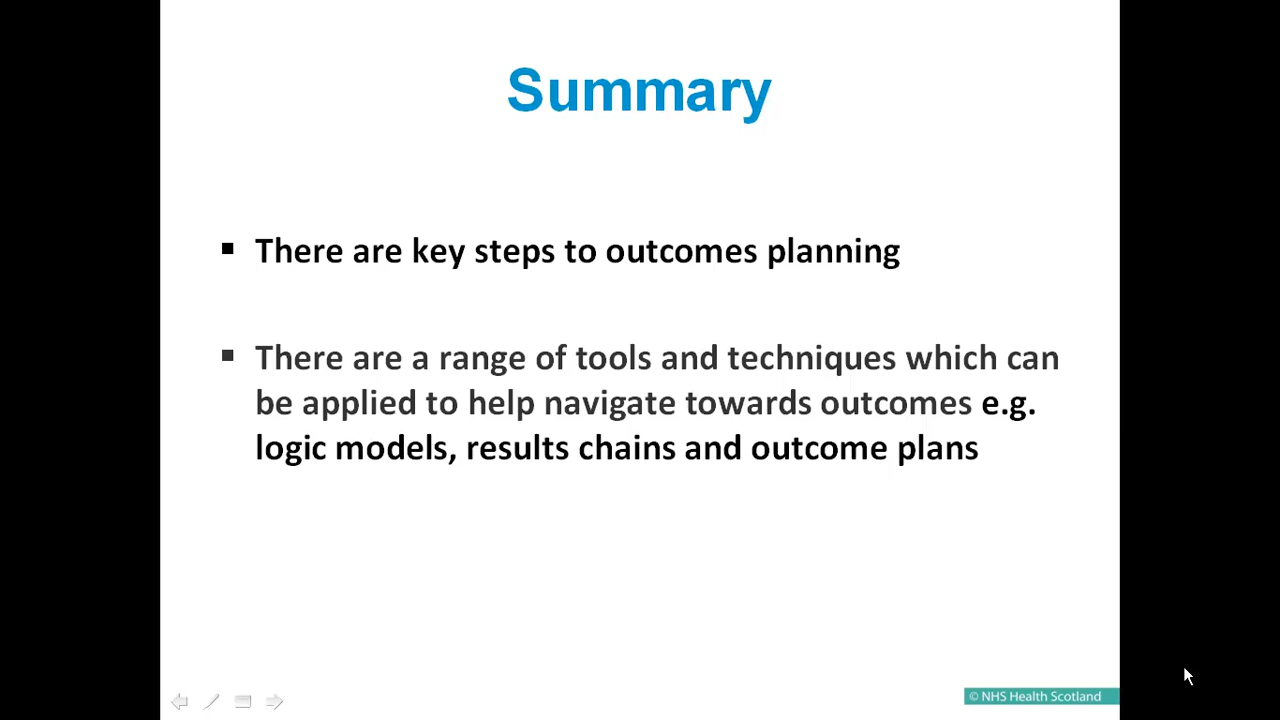 Summary
▪ There are key steps to outcomes planning
▪ There are a range of tools and techniques which can
be applied to help navigate towards outcomes e.g.
logic models, results chains and outcome plans
© NHS Health Scotland